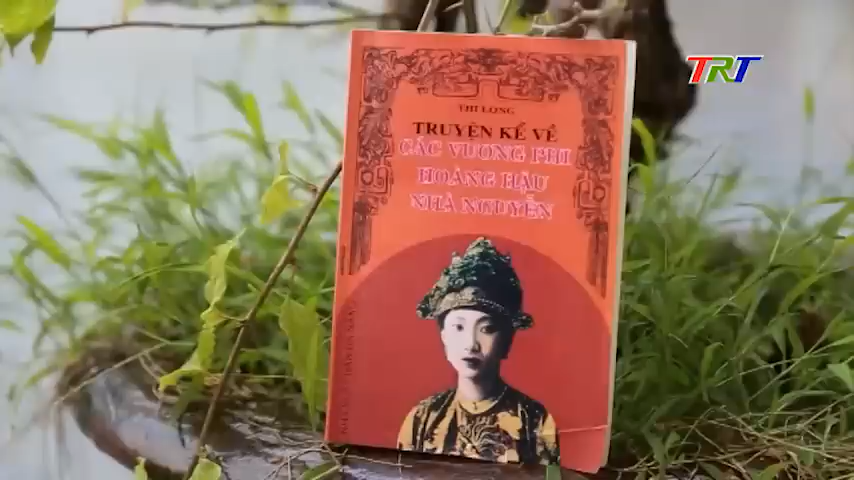 TRT
THI LONG
TRUYỆN KỂ VỀ
CÁC VƯƠNG PHI
HOÀNG HẬU
NHÀ NGUYỄN